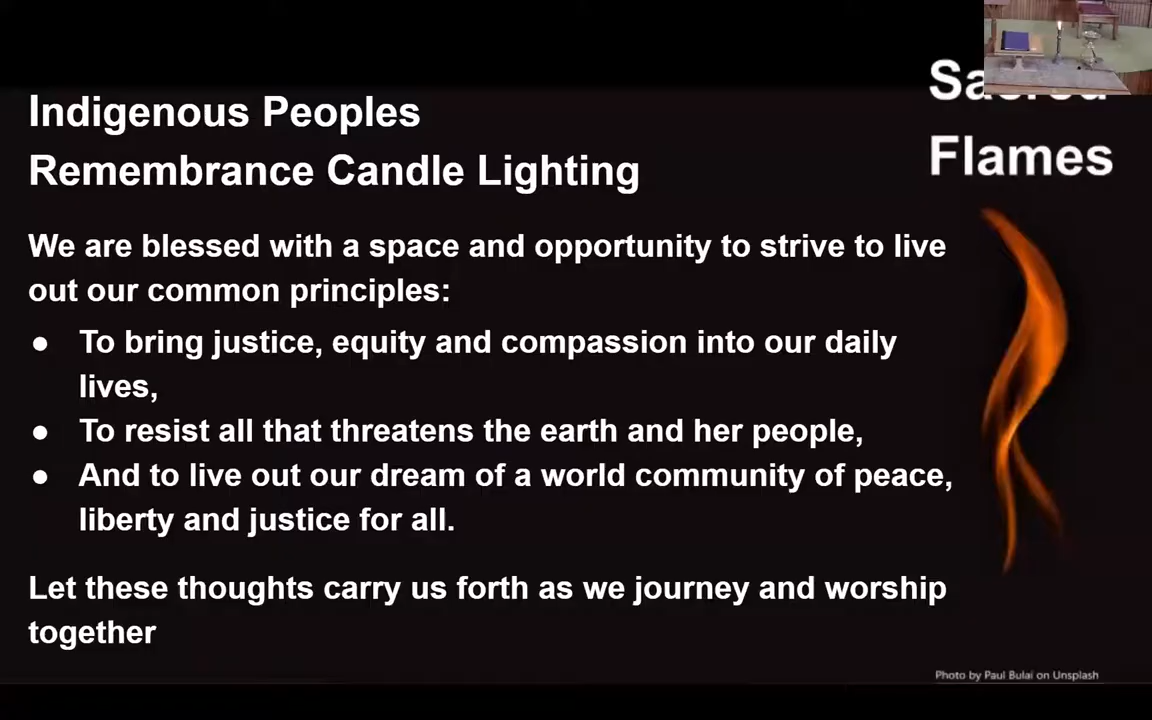 Indigenous Peoples
Remembrance Candle Lighting
Sacred
Flames
We are blessed with a space and opportunity to strive to live
out our common principles:
● To bring justice, equity and compassion into our daily
lives,
● To resist all that threatens the earth and her people,
● And to live out our dream of a world community of peace,
liberty and justice for all.
Let these thoughts carry us forth as we journey and worship
together
Photo by Paul Bulai on Unsplash